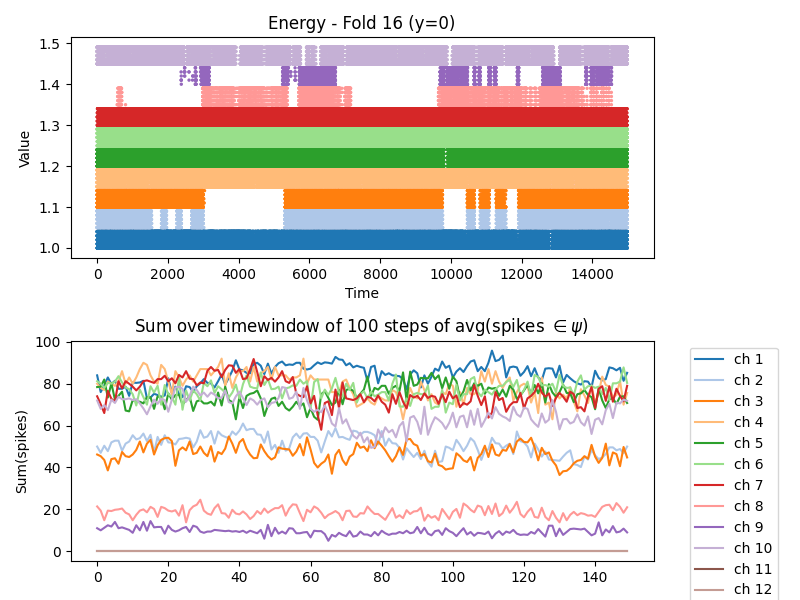 Energy - Fold 16 (y=0)
1.5
1.4
1.3
1.2
1.1
1.0
Value
0 2000 4000 6000 8000 10000 12000 14000
Time
Sum over timewindow of 100 steps of avg(spikes ∈ψ)
100
80
60
40
20
0
Sum(spikes)
0 20 40 60 80 100 120 140
ch 1
ch 2
ch 3
ch 4
ch 5
ch 6
ch 7
ch 8
ch 9
ch 10
ch 11
ch 12